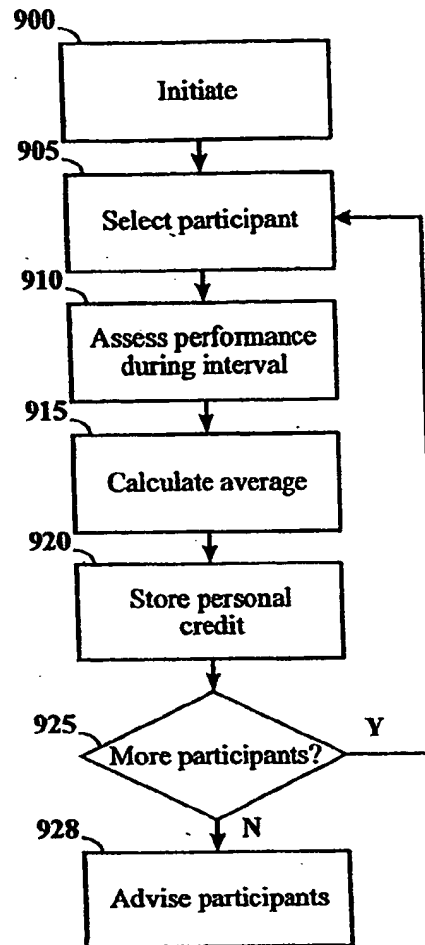 900
Initiate
905
Select participant
910
Assess performance
during interval
915
Calculate average
920
Store personal
credit
925
More participants?
Y
N
928
Advise participants